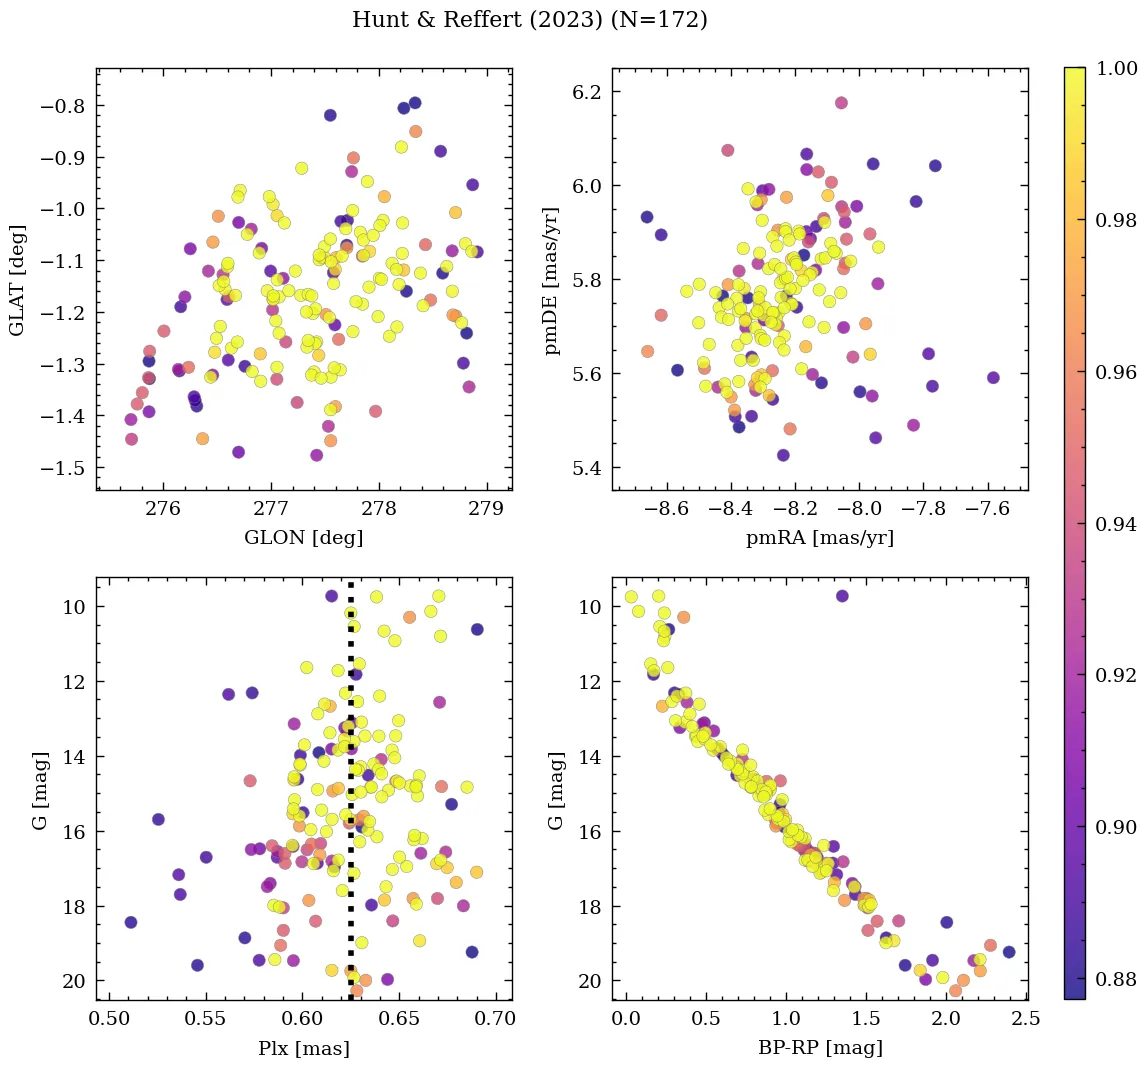 Hunt & Reffert (2023) (N=172)
−0.8
−0.9
−1.0
−1.1
−1.2
−1.3
−1.4
−1.5
GLAT [deg]
276 277 278 279
GLON [deg]
6.2
6.0
5.8
5.6
5.4
pmDE [mas/yr]
−8.6 −8.4 −8.2 −8.0 −7.8 −7.6
pmRA [mas/yr]
10
12
14
16
18
20
G [mag]
0.50 0.55 0.60 0.65 0.70
Plx [mas]
10
12
14
16
18
20
G [mag]
0.0 0.5 1.0 1.5 2.0 2.5
BP-RP [mag]
1.00
0.98
0.96
0.94
0.92
0.90
0.88